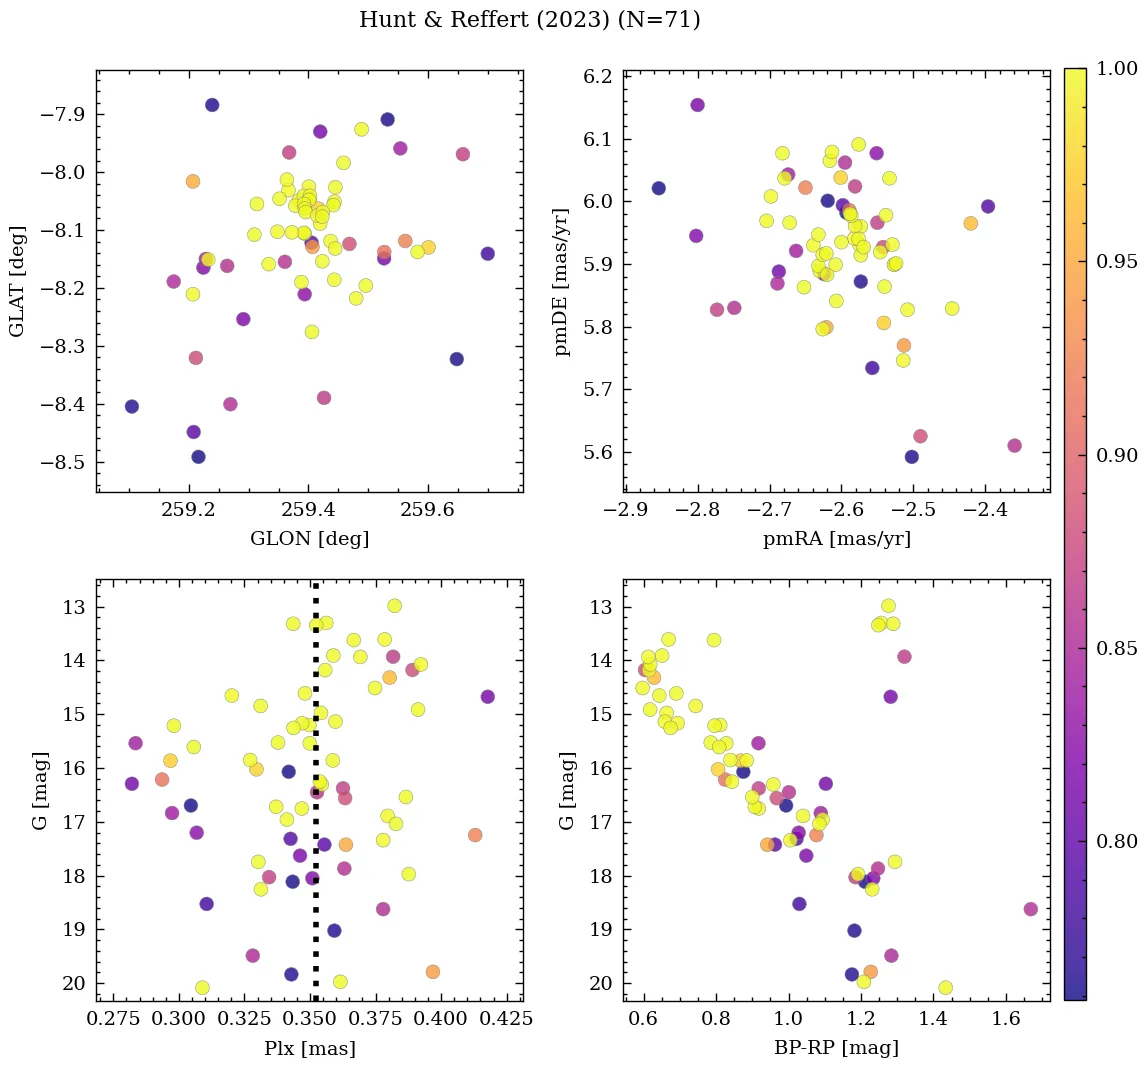 Hunt & Reffert (2023) (N=71)
−7.9
−8.0
−8.1
−8.2
−8.3
−8.4
−8.5
GLAT [deg]
259.2 259.4 259.6
GLON [deg]
6.2
6.1
6.0
5.9
5.8
5.7
5.6
pmDE [mas/yr]
−2.9 −2.8 −2.7 −2.6 −2.5 −2.4
pmRA [mas/yr]
13
14
15
16
17
18
19
20
G [mag]
0.275 0.300 0.325 0.350 0.375 0.400 0.425
Plx [mas]
13
14
15
16
17
18
19
20
G [mag]
0.6 0.8 1.0 1.2 1.4 1.6
BP-RP [mag]
1.00
0.95
0.90
0.85
0.80